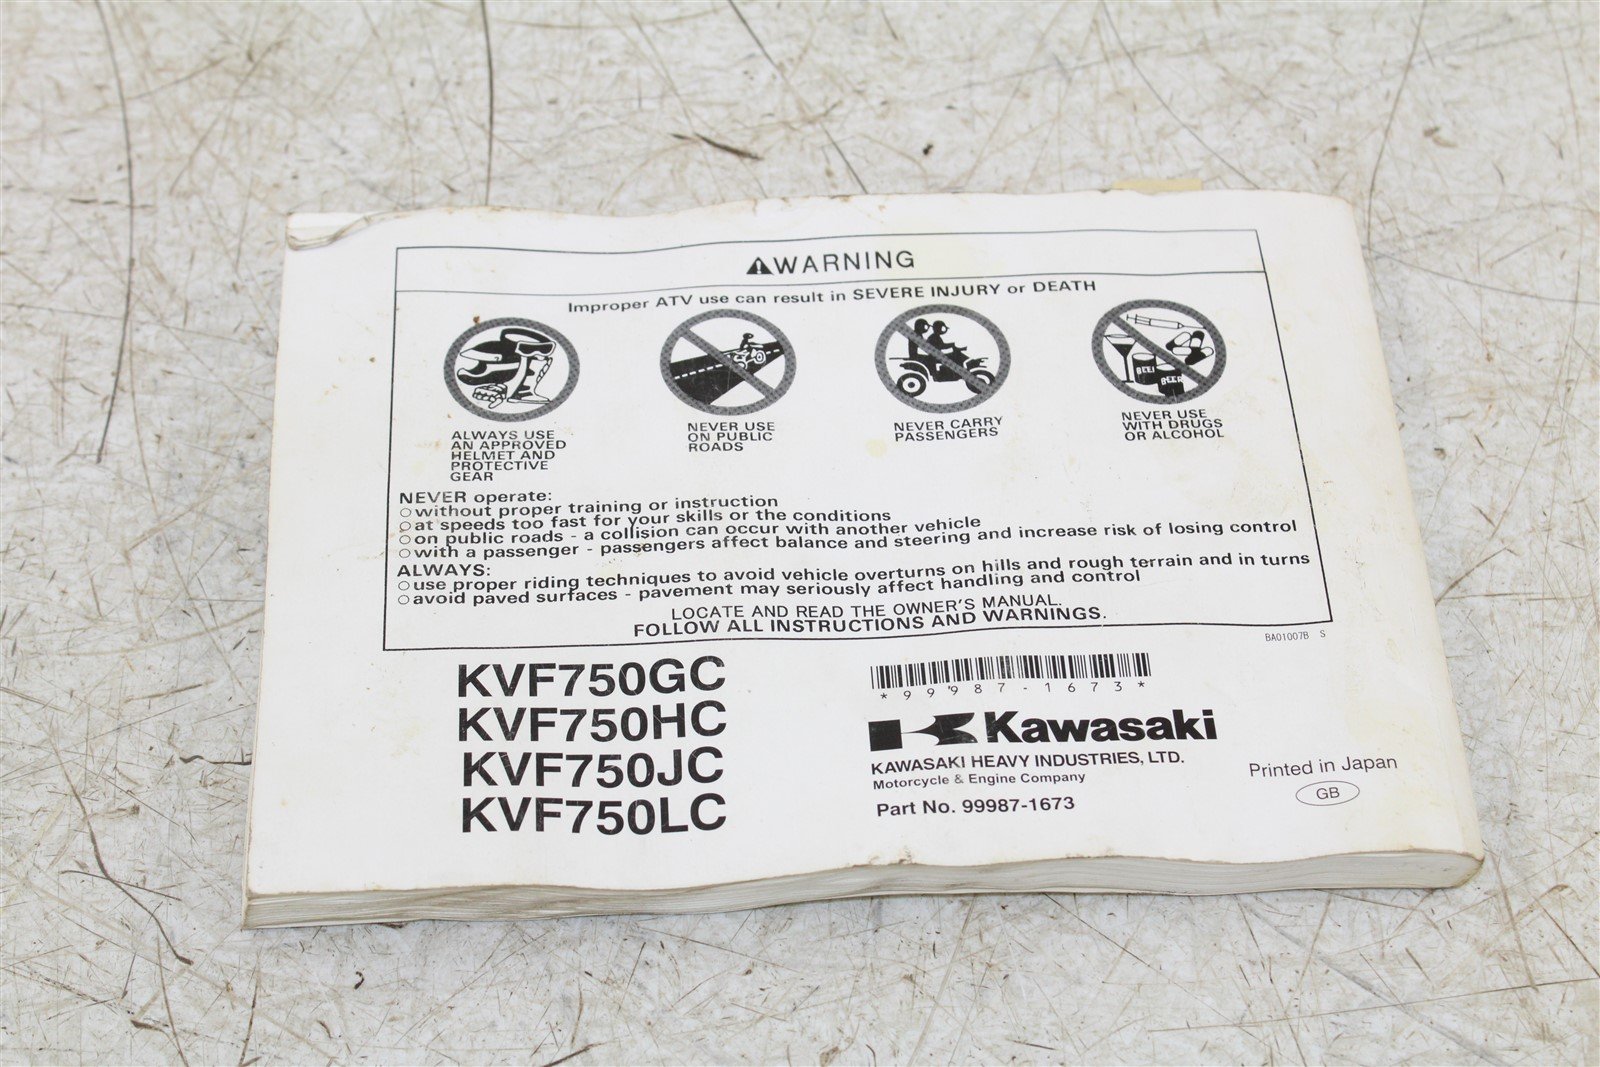 WARNING
Improper ATV use can result in SEVERE INJURY or DEATH
BEER
BEER
ALWAYS USE
AN APPROVED
HELMET AND
PROTECTIVE
GEAR
NEVER USE
ON PUBLIC
ROADS
NEVER CARRY
PASSENGERS
NEVER USE
WITH DRUGS
OR ALCOHOL
NEVER operate:
○ without proper training or instruction
○ at speeds too fast for your skills or the conditions
○ on public roads - a collision can occur with another vehicle
○ with a passenger - passengers affect balance and steering and increase risk of losing control
ALWAYS:
○ use proper riding techniques to avoid vehicle overturns on hills and rough terrain and in turns
○ avoid paved surfaces - pavement may seriously affect handling and control
LOCATE AND READ THE OWNER'S MANUAL.
FOLLOW ALL INSTRUCTIONS AND WARNINGS.
BA01007B S
KVF750GC
KVF750HC
KVF750JC
KVF750LC
*99987-1673*
Kawasaki
KAWASAKI HEAVY INDUSTRIES, LTD.
Motorcycle & Engine Company
Part No. 99987-1673
Printed in Japan
GB